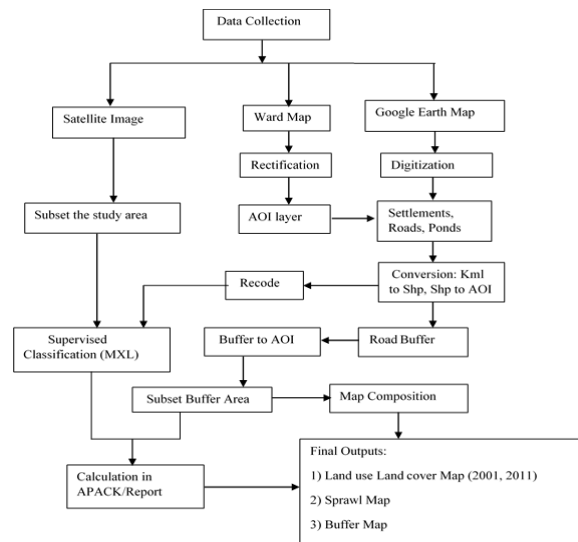 Data Collection
Satellite Image
Ward Map
Google Earth Map
Rectification
Digitization
Subset the study area
AOI layer
Settlements,
Roads, Ponds
Recode
Conversion: Kml
to Shp, Shp to AOI
Supervised
Classification (MXL)
Buffer to AOI
Road Buffer
Subset Buffer Area
Map Composition
Calculation in
APACK/Report
Final Outputs:
1) Land use Land cover Map (2001, 2011)
2) Sprawl Map
3) Buffer Map